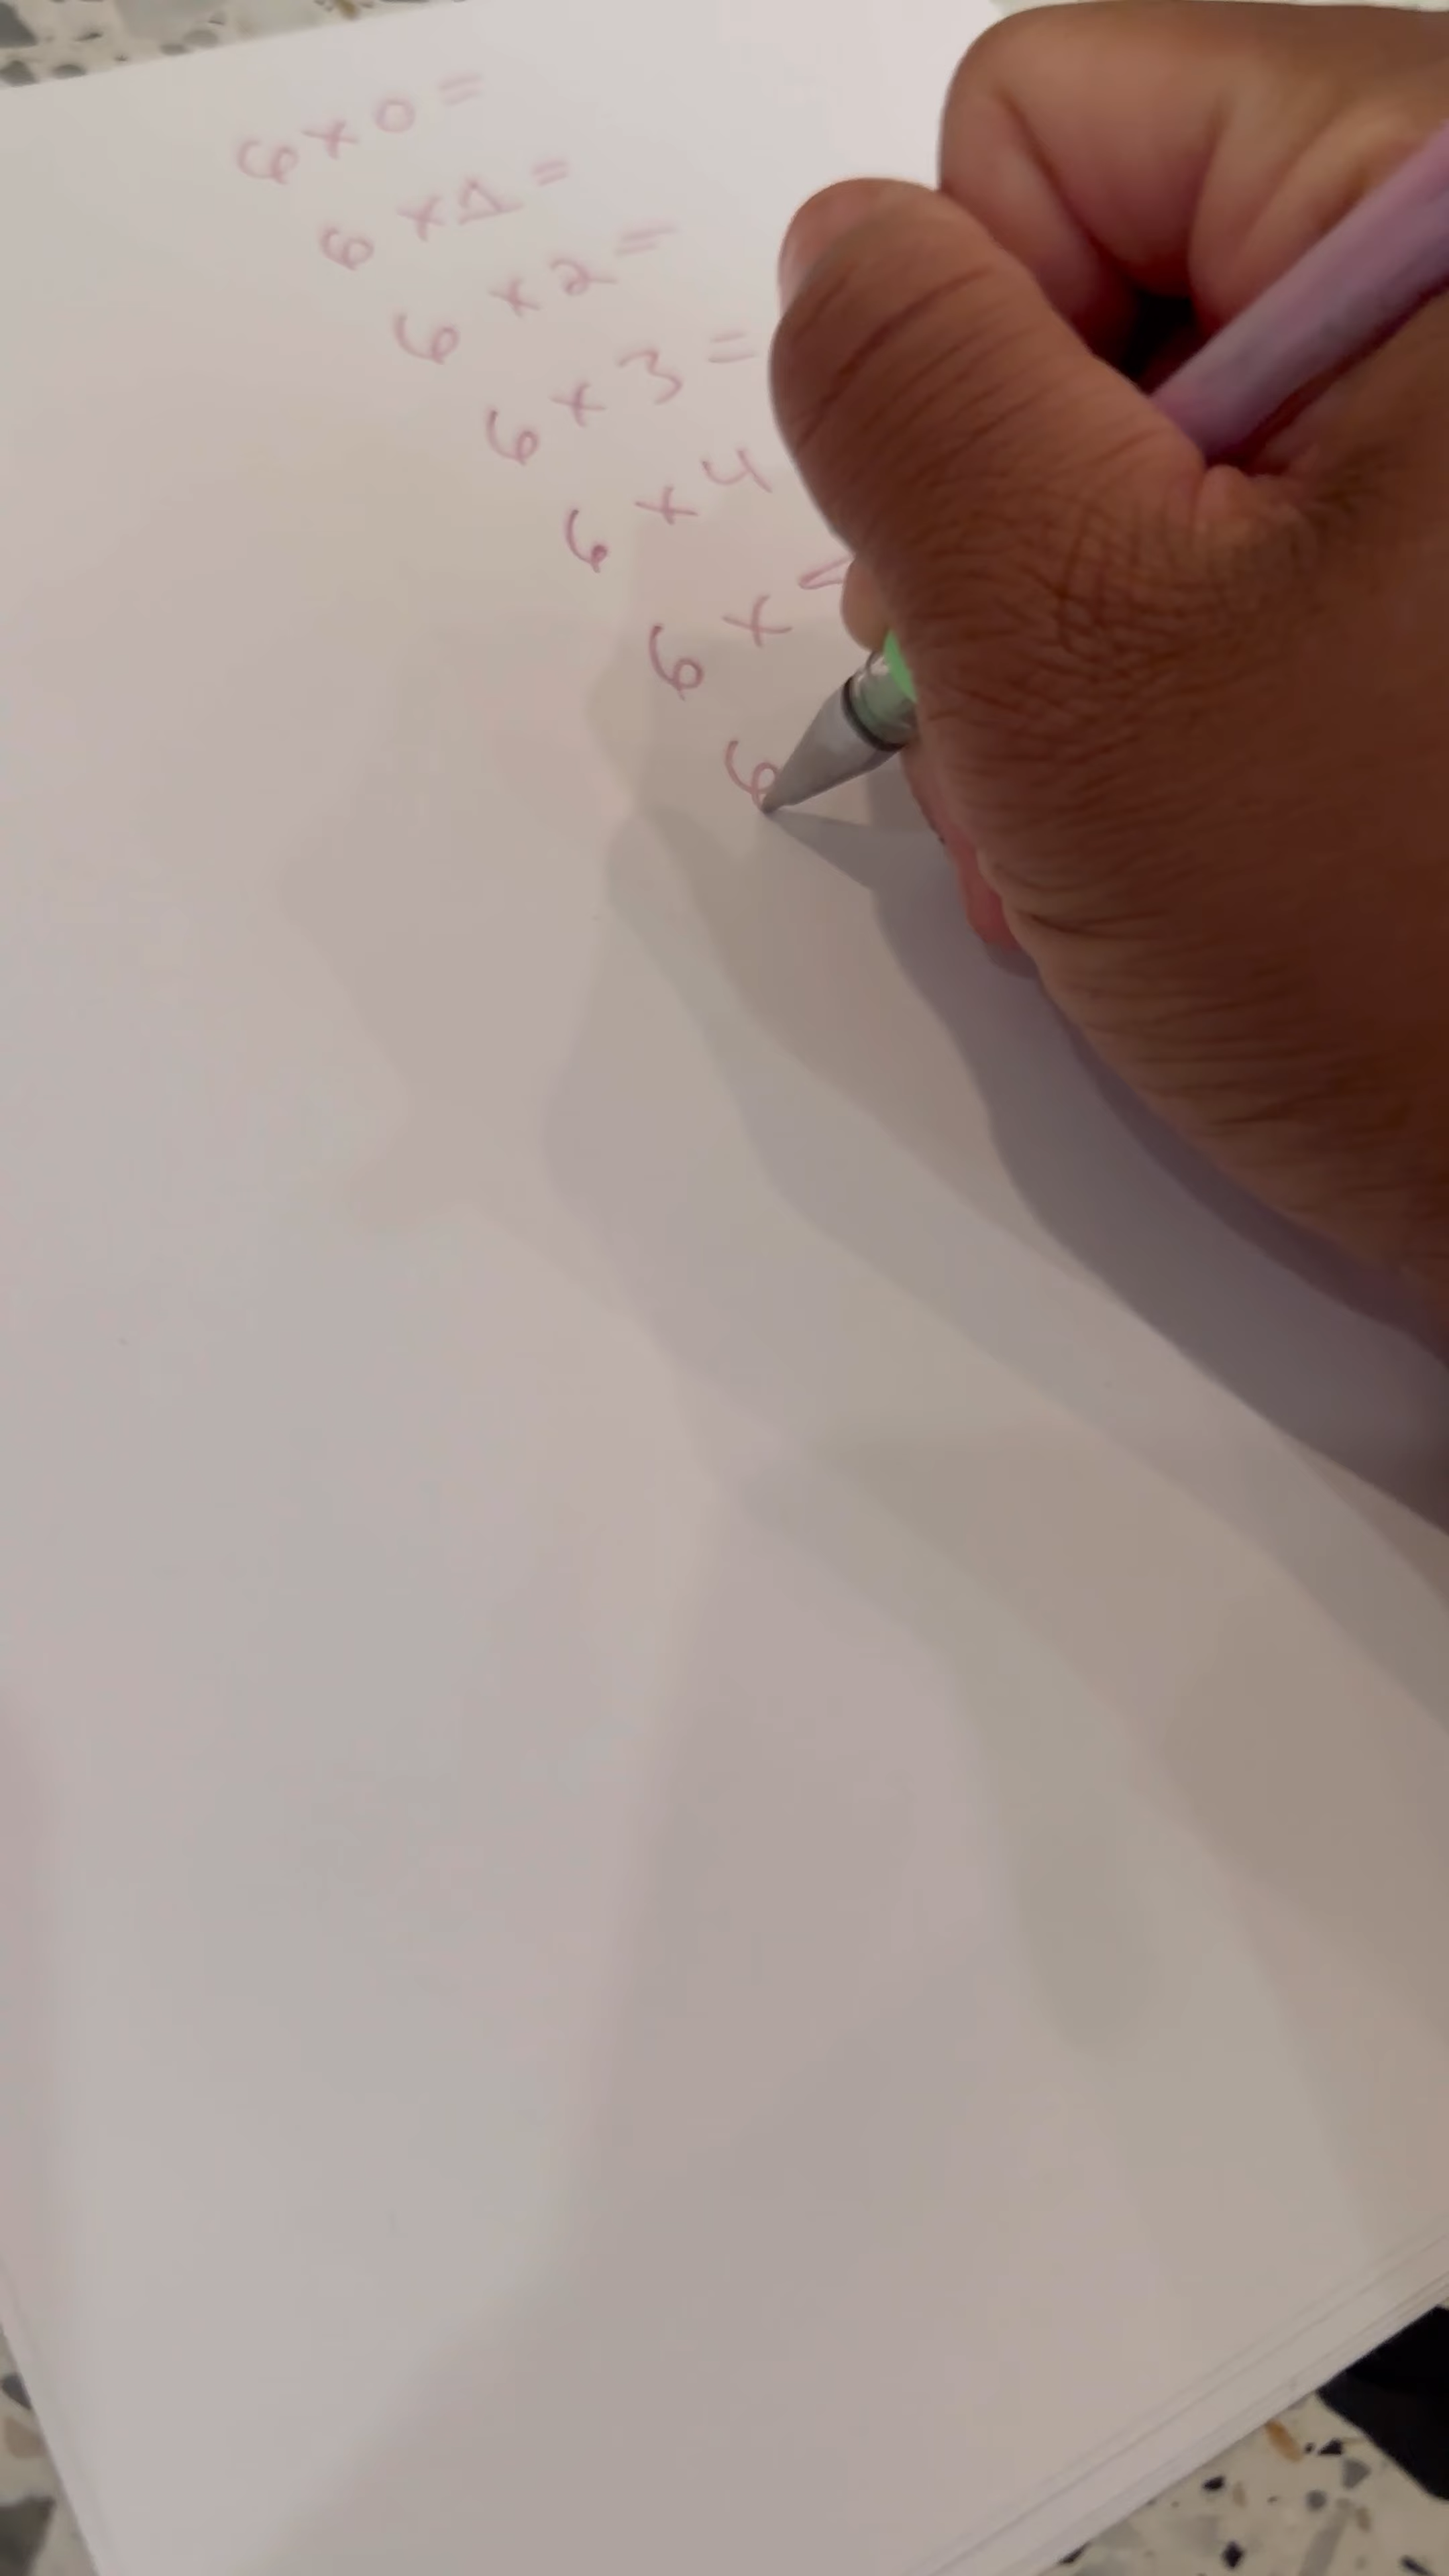 6 x 0 =
6 x 1 =
6 x 2 =
6 x 3 =
6 x 4
6 x
6